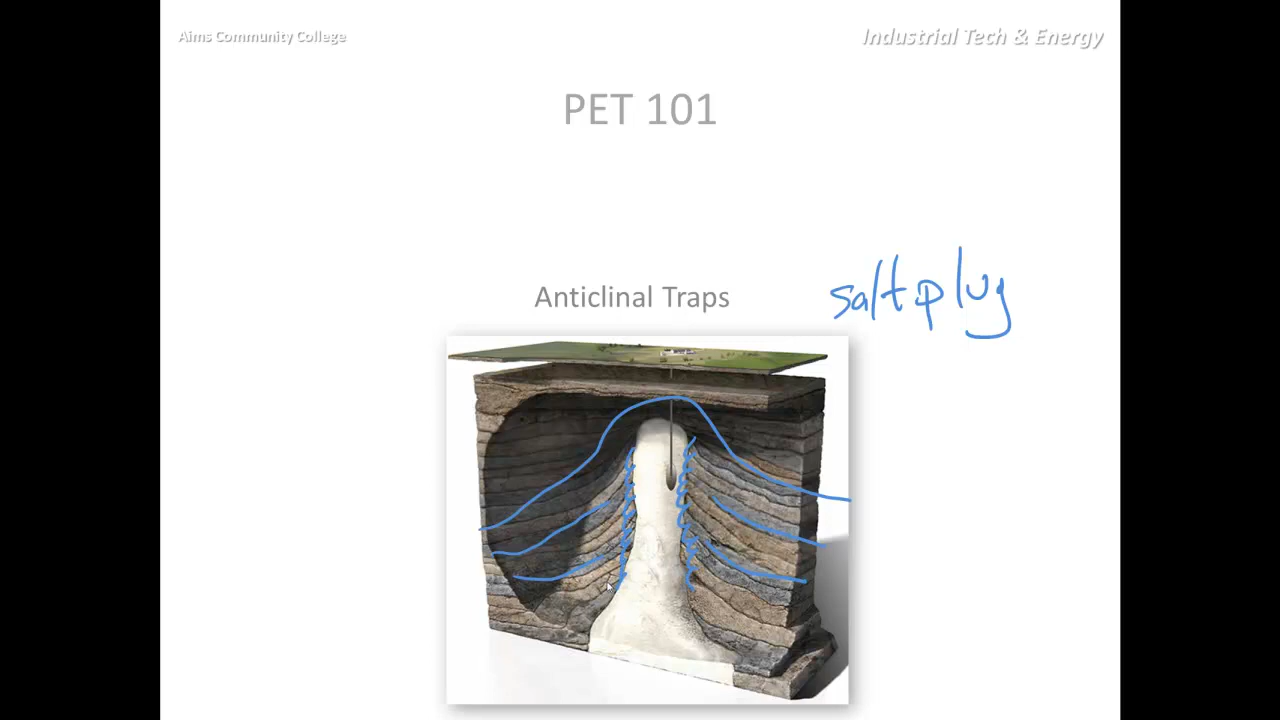 Aims Community College
Industrial Tech & Energy
PET 101
Anticlinal Traps
salt plug